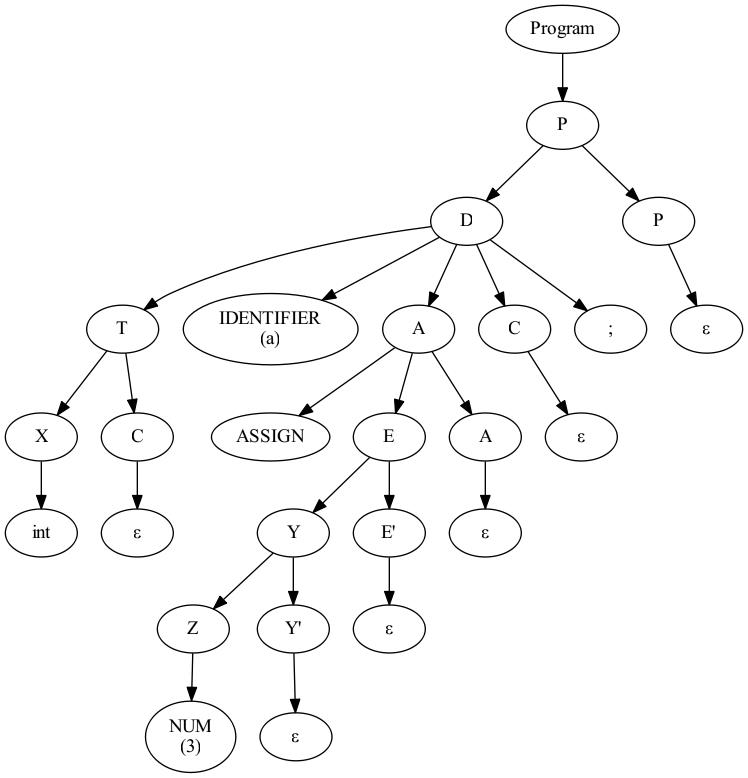 Program
P
D
P
T
IDENTIFIER
(a)
A
C
;
ε
X
C
ASSIGN
E
A
ε
int
ε
Y
E'
ε
Z
Y'
ε
NUM
(3)
ε